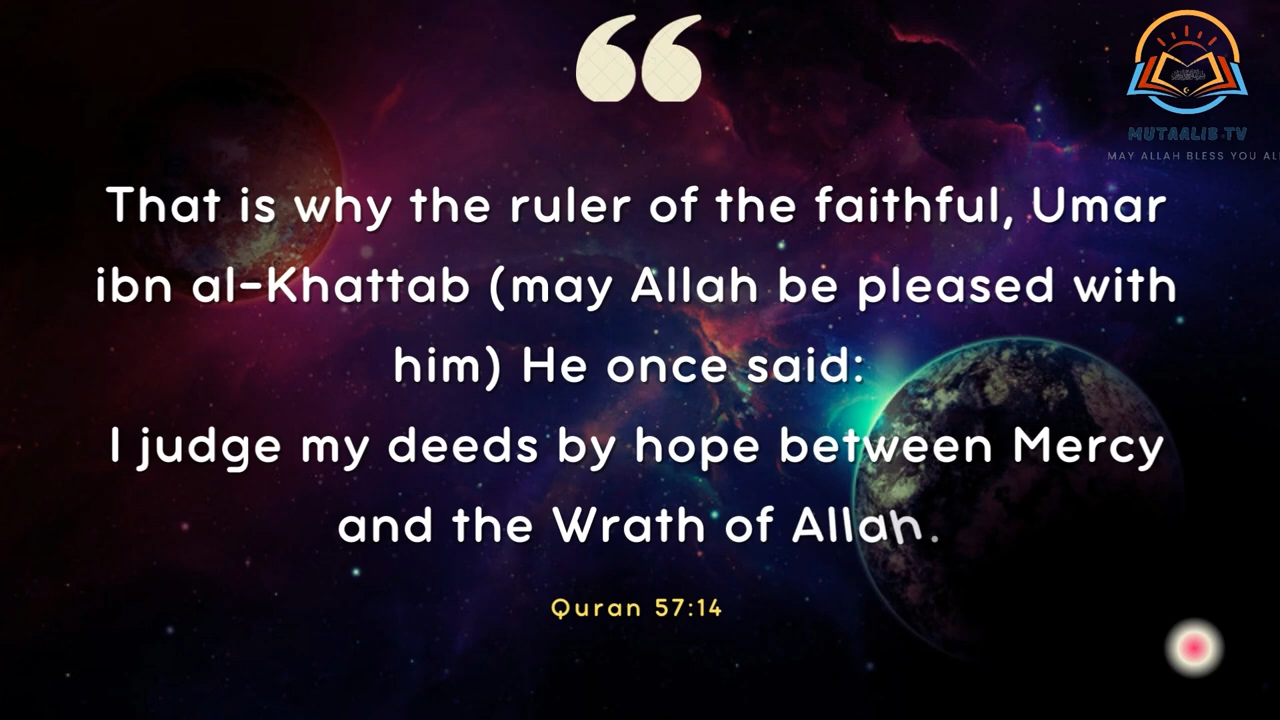 “
MUTAALIB TV
MAY ALLAH BLESS YOU AL
That is why the ruler of the faithful, Umar
ibn al-Khattab (may Allah be pleased with
him) He once said:
I judge my deeds by hope between Mercy
and the Wrath of Allah.
Quran 57:14